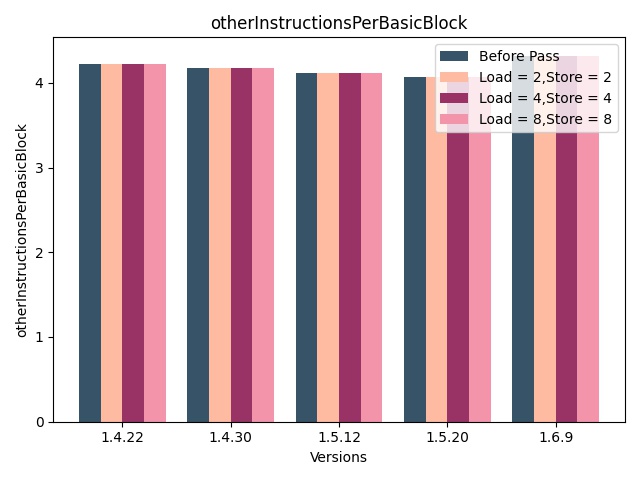 otherInstructionsPerBasicBlock
Before Pass
Load = 2,Store = 2
Load = 4,Store = 4
Load = 8,Store = 8
otherInstructionsPerBasicBlock
4
3
2
1
0
1.4.22 1.4.30 1.5.12 1.5.20 1.6.9
Versions